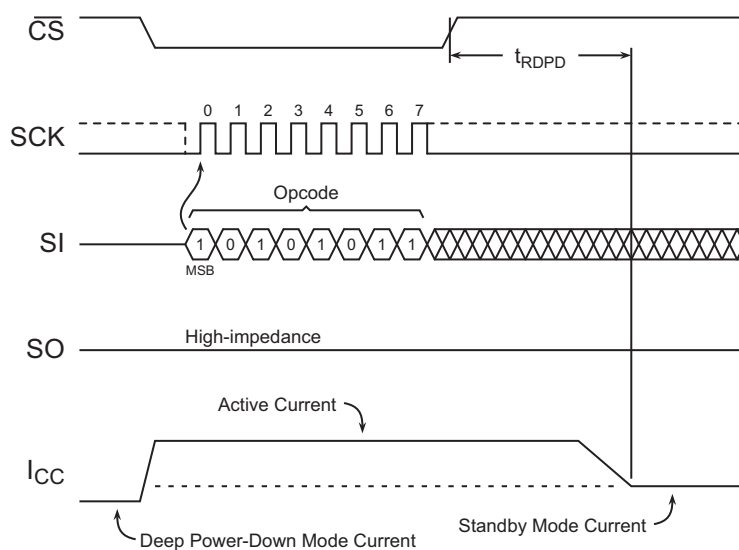 CS
tRDPD
0 1 2 3 4 5 6 7
SCK
Opcode
SI
1 0 1 0 1 0 1 1
MSB
High-impedance
SO
Active Current
ICC
Standby Mode Current
Deep Power-Down Mode Current